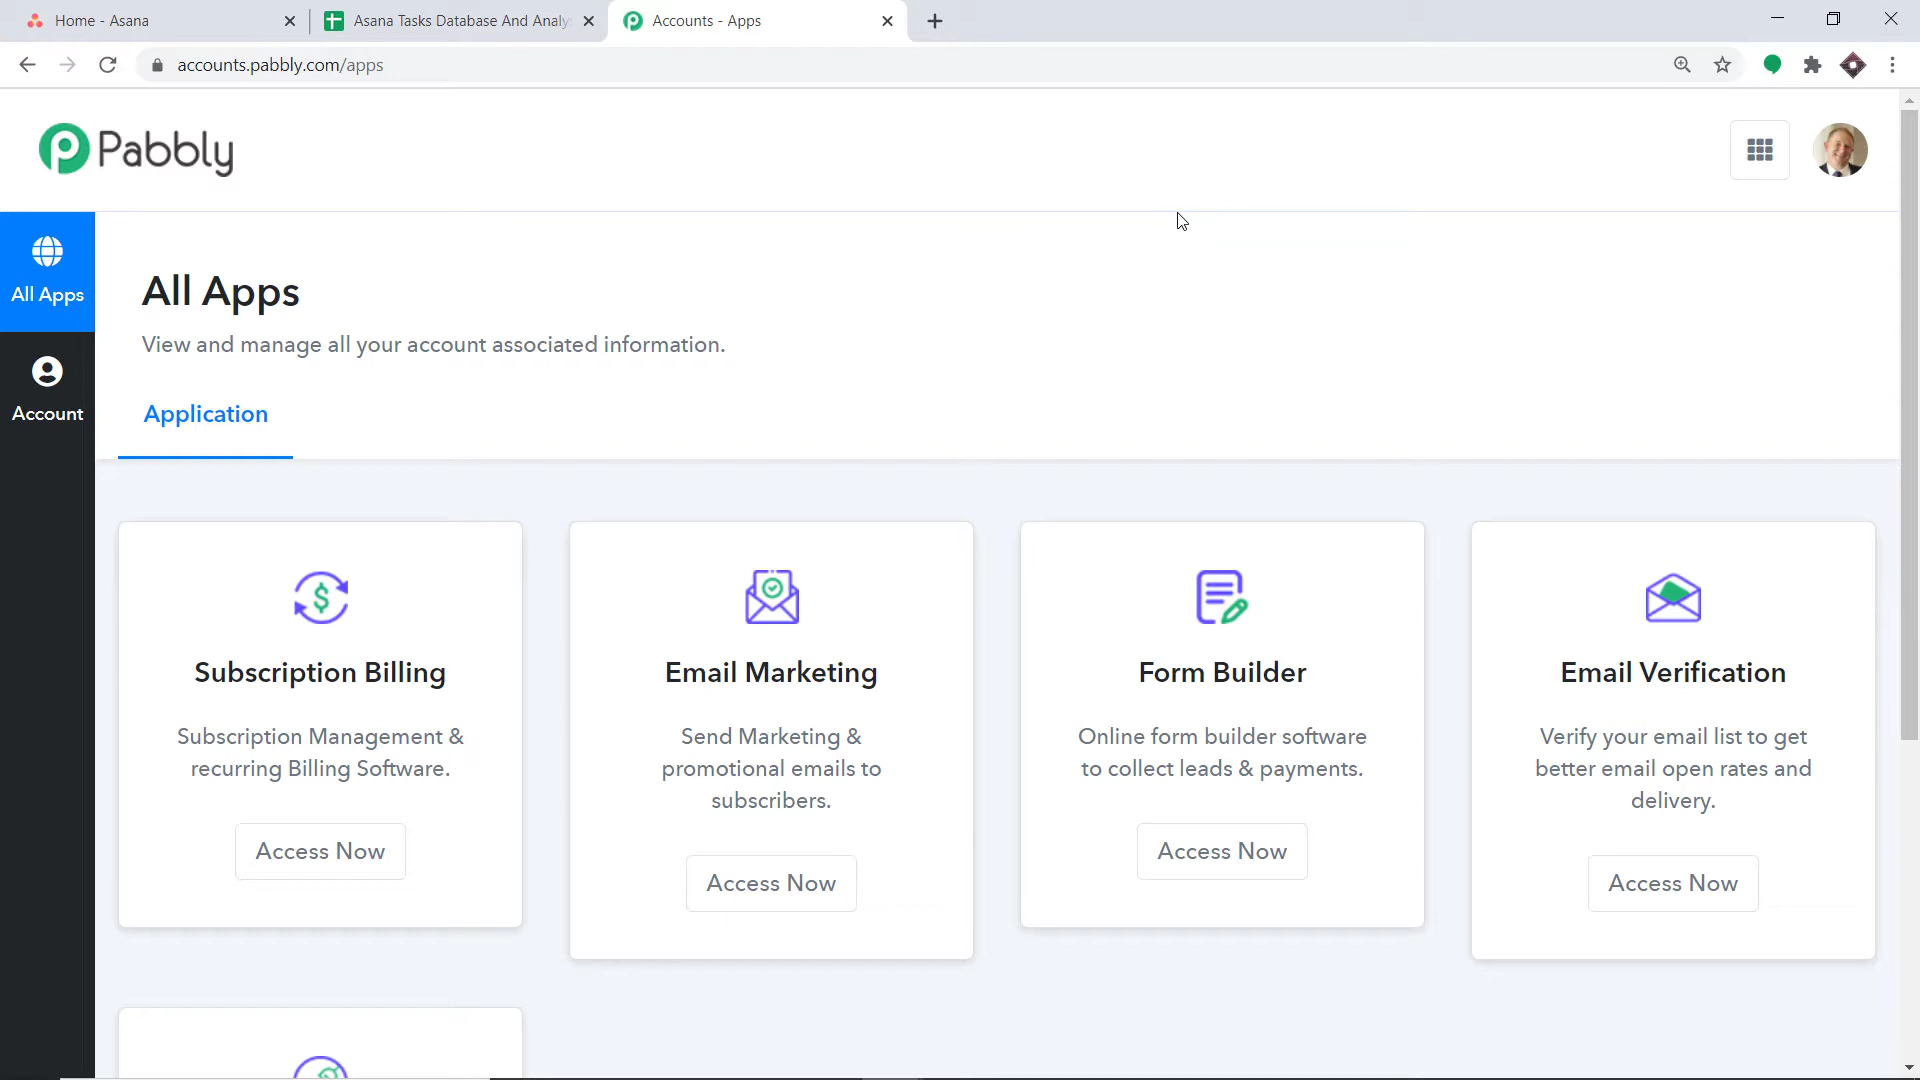 Home - Asana
Asana Tasks Database And Analy
Accounts - Apps
accounts.pabbly.com/apps
Pabbly
All Apps
Account
All Apps
View and manage all your account associated information.
Application
Subscription Billing
Subscription Management &
recurring Billing Software.
Access Now
Email Marketing
Send Marketing &
promotional emails to
subscribers.
Access Now
Form Builder
Online form builder software
to collect leads & payments.
Access Now
Email Verification
Verify your email list to get
better email open rates and
delivery.
Access Now